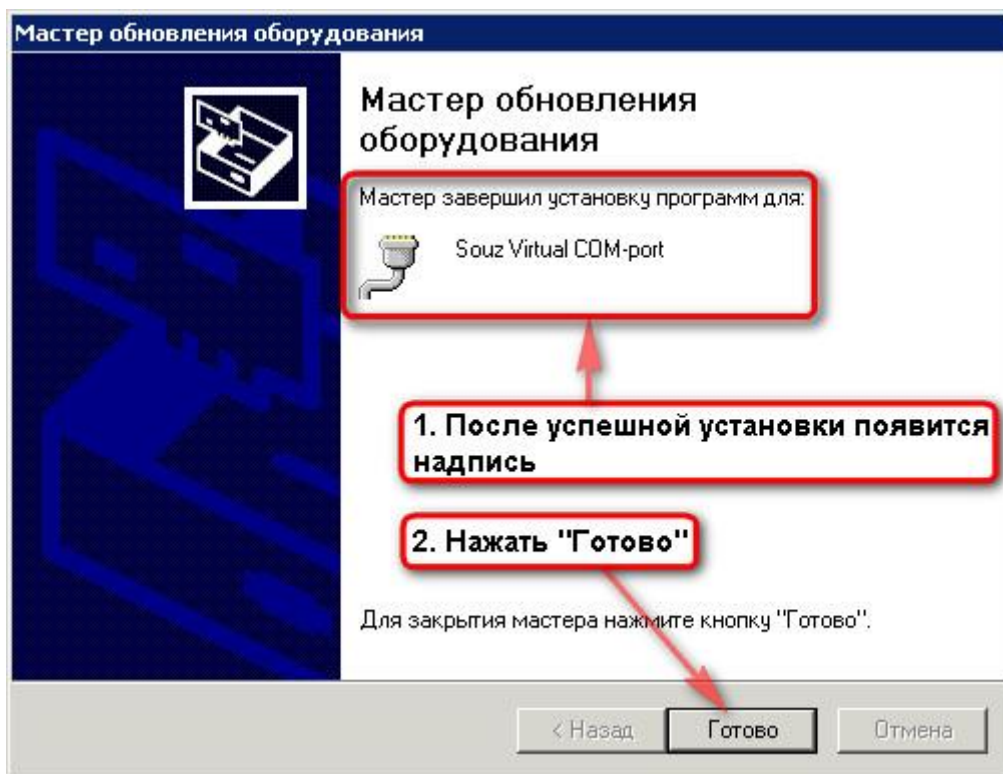 Мастер обновления оборудования
Мастер обновления
оборудования
Мастер завершил установку программ для:
Souz Virtual COM-port
1. После успешной установки появится
надпись
2. Нажать "Готово"
Для закрытия мастера нажмите кнопку "Готово".
< Назад
Готово
Отмена